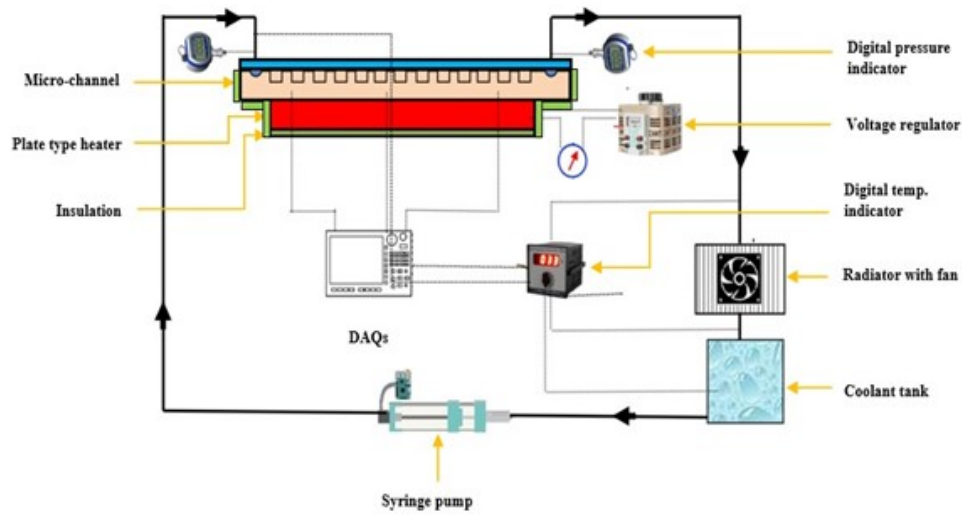 Digital pressure
indicator
Micro-channel
Voltage regulator
Plate type heater
Digital temp.
indicator
Insulation
Radiator with fan
DAQs
Coolant tank
Syringe pump